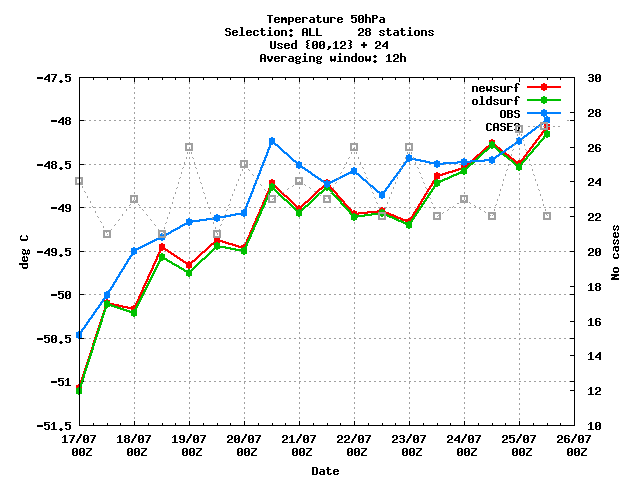 Temperature 50hPa
Selection: ALL     28 stations
Used {00,12} + 24
Averaging window: 12h
newsurf
oldsurf
OBS
CASES
-47.5
-48
-48.5
-49
-49.5
-50
-50.5
-51
-51.5
deg C
30
28
26
24
22
20
18
16
14
12
10
No cases
17/07 18/07 19/07 20/07 21/07 22/07 23/07 24/07 25/07 26/07
00Z 00Z 00Z 00Z 00Z 00Z 00Z 00Z 00Z 00Z
Date